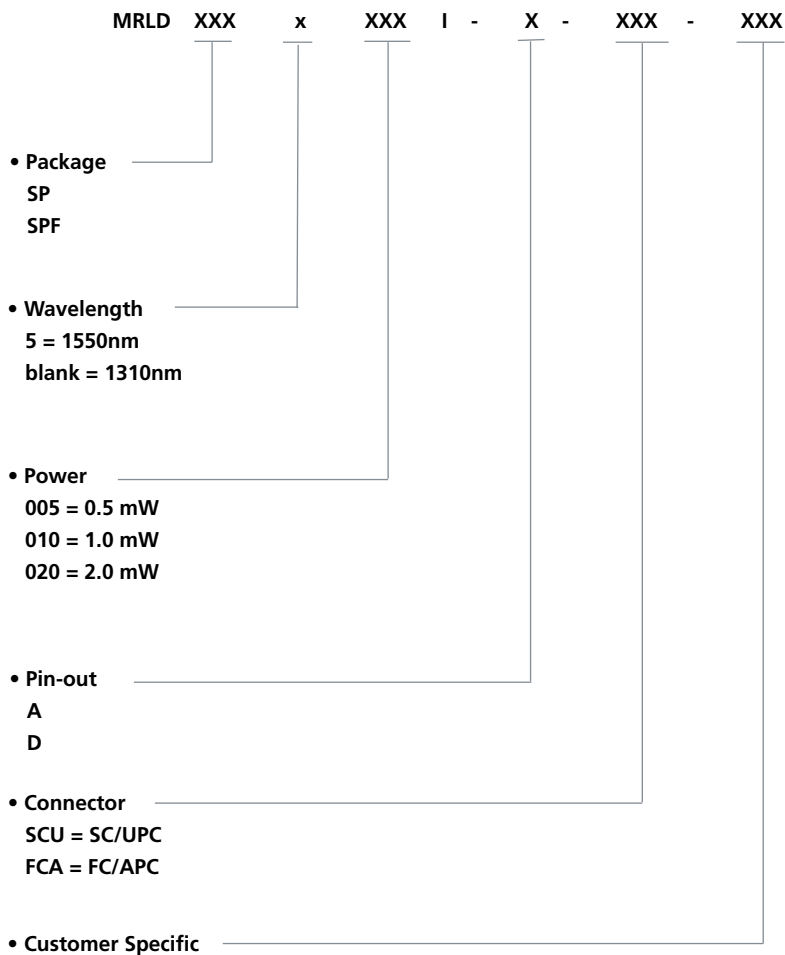 MRLD XXX x XXX I - X - XXX - XXX
• Package
SP
SPF
• Wavelength
5 = 1550nm
blank = 1310nm
• Power
005 = 0.5 mW
010 = 1.0 mW
020 = 2.0 mW
• Pin-out
A
D
• Connector
SCU = SC/UPC
FCA = FC/APC
• Customer Specific